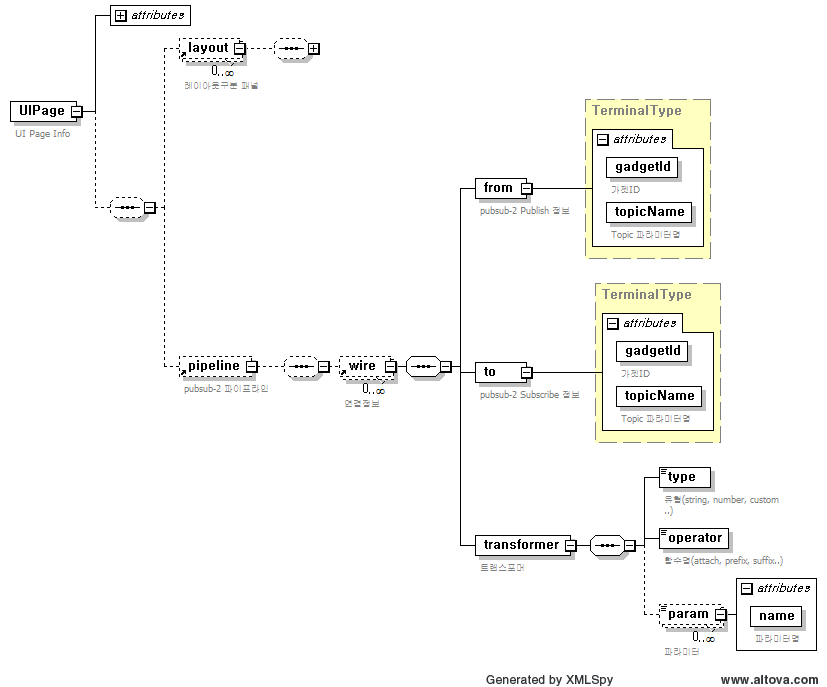 attributes
layout
0..∞
레이아웃구분 패널
UIPage
UI Page Info
TerminalType
attributes
gadgetId
가젯ID
topicName
Topic 파라미터명
from
pubsub-2 Publish 정보
TerminalType
attributes
gadgetId
가젯ID
topicName
Topic 파라미터명
pipeline
pubsub-2 파이프라인
wire
0..∞
연결정보
to
pubsub-2 Subscribe 정보
type
유형(string, number, custom
..)
operator
함수명(attach, prefix, suffix..)
transformer
트랜스포머
param
0..∞
파라미터
attributes
name
파라미터명
Generated by XMLSpy
www.altova.com